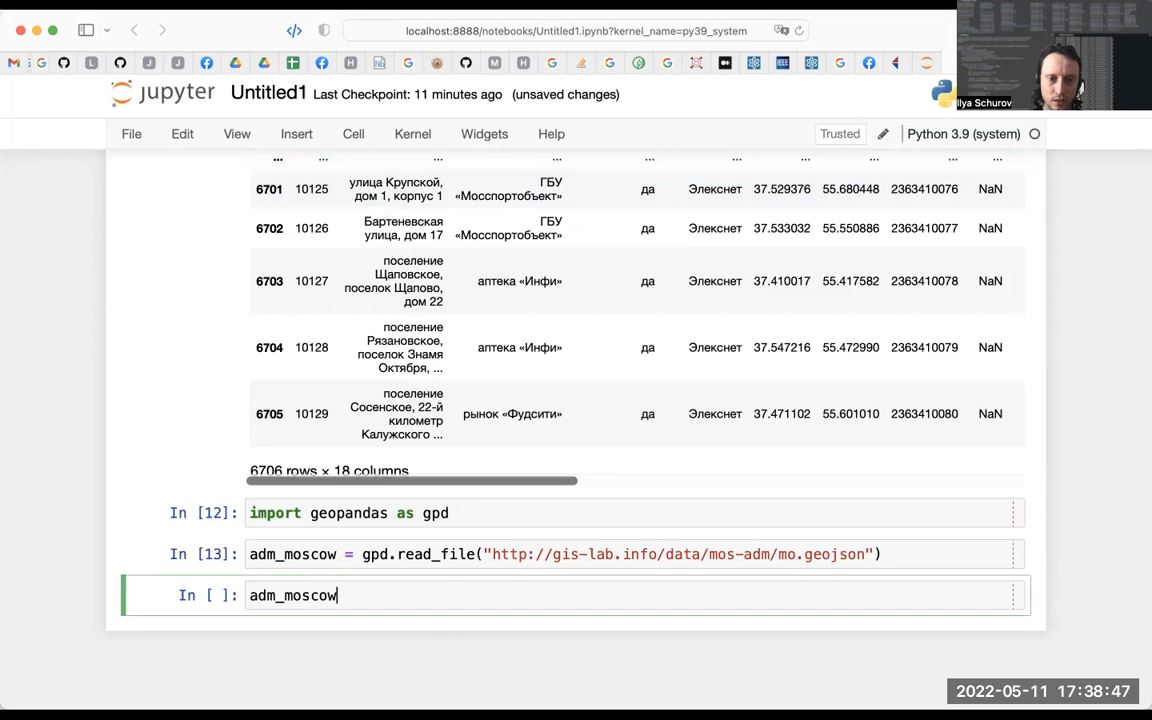 localhost:8888/notebooks/Untitled1.ipynb?kernel_name=py39_system
Ilya Schurov
jupyter Untitled1 Last Checkpoint: 11 minutes ago (unsaved changes)
File Edit View Insert Cell Kernel Widgets Help Trusted Python 3.9 (system)
... ... ... ... ... ... ... ... ... ...
6701 10125 улица Крупской, дом 1, корпус 1 ГБУ «Мосспортобъект» да Элекснет 37.529376 55.680448 2363410076 NaN
6702 10126 Бартеневская улица, дом 17 ГБУ «Мосспортобъект» да Элекснет 37.533032 55.550886 2363410077 NaN
6703 10127 поселение Щаповское, поселок Щапово, дом 22 аптека «Инфи» да Элекснет 37.410017 55.417582 2363410078 NaN
6704 10128 поселение Рязановское, поселок Знамя Октября, ... аптека «Инфи» да Элекснет 37.547216 55.472990 2363410079 NaN
6705 10129 поселение Сосенское, 22-й километр Калужского ... рынок «Фудсити» да Элекснет 37.471102 55.601010 2363410080 NaN
6706 rows × 18 columns
In [12]: import geopandas as gpd
In [13]: adm_moscow = gpd.read_file("http://gis-lab.info/data/mos-adm/mo.geojson")
In [ ]: adm_moscow
2022-05-11 17:38:47